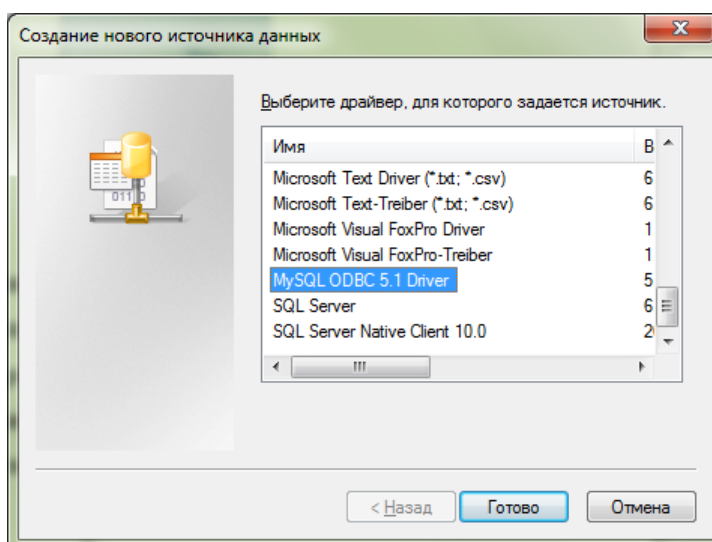 Создание нового источника данных
Выберите драйвер, для которого задается источник.
Имя В
Microsoft Text Driver (*.txt; *.csv) 6
Microsoft Text-Treiber (*.txt; *.csv) 6
Microsoft Visual FoxPro Driver 1
Microsoft Visual FoxPro-Treiber 1
MySQL ODBC 5.1 Driver 5
SQL Server 6
SQL Server Native Client 10.0 2
< Назад Готово Отмена